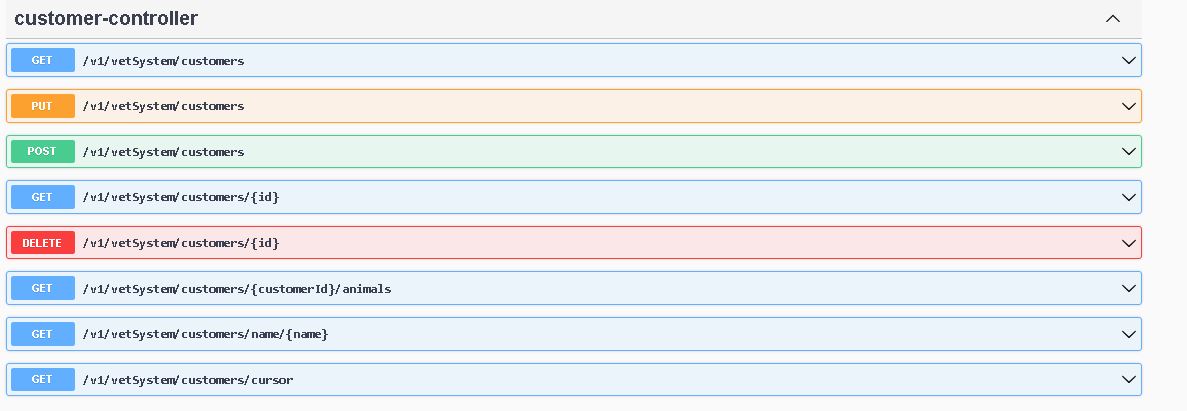 customer-controller
GET /v1/vetSystem/customers
PUT /v1/vetSystem/customers
POST /v1/vetSystem/customers
GET /v1/vetSystem/customers/{id}
DELETE /v1/vetSystem/customers/{id}
GET /v1/vetSystem/customers/{customerId}/animals
GET /v1/vetSystem/customers/name/{name}
GET /v1/vetSystem/customers/cursor